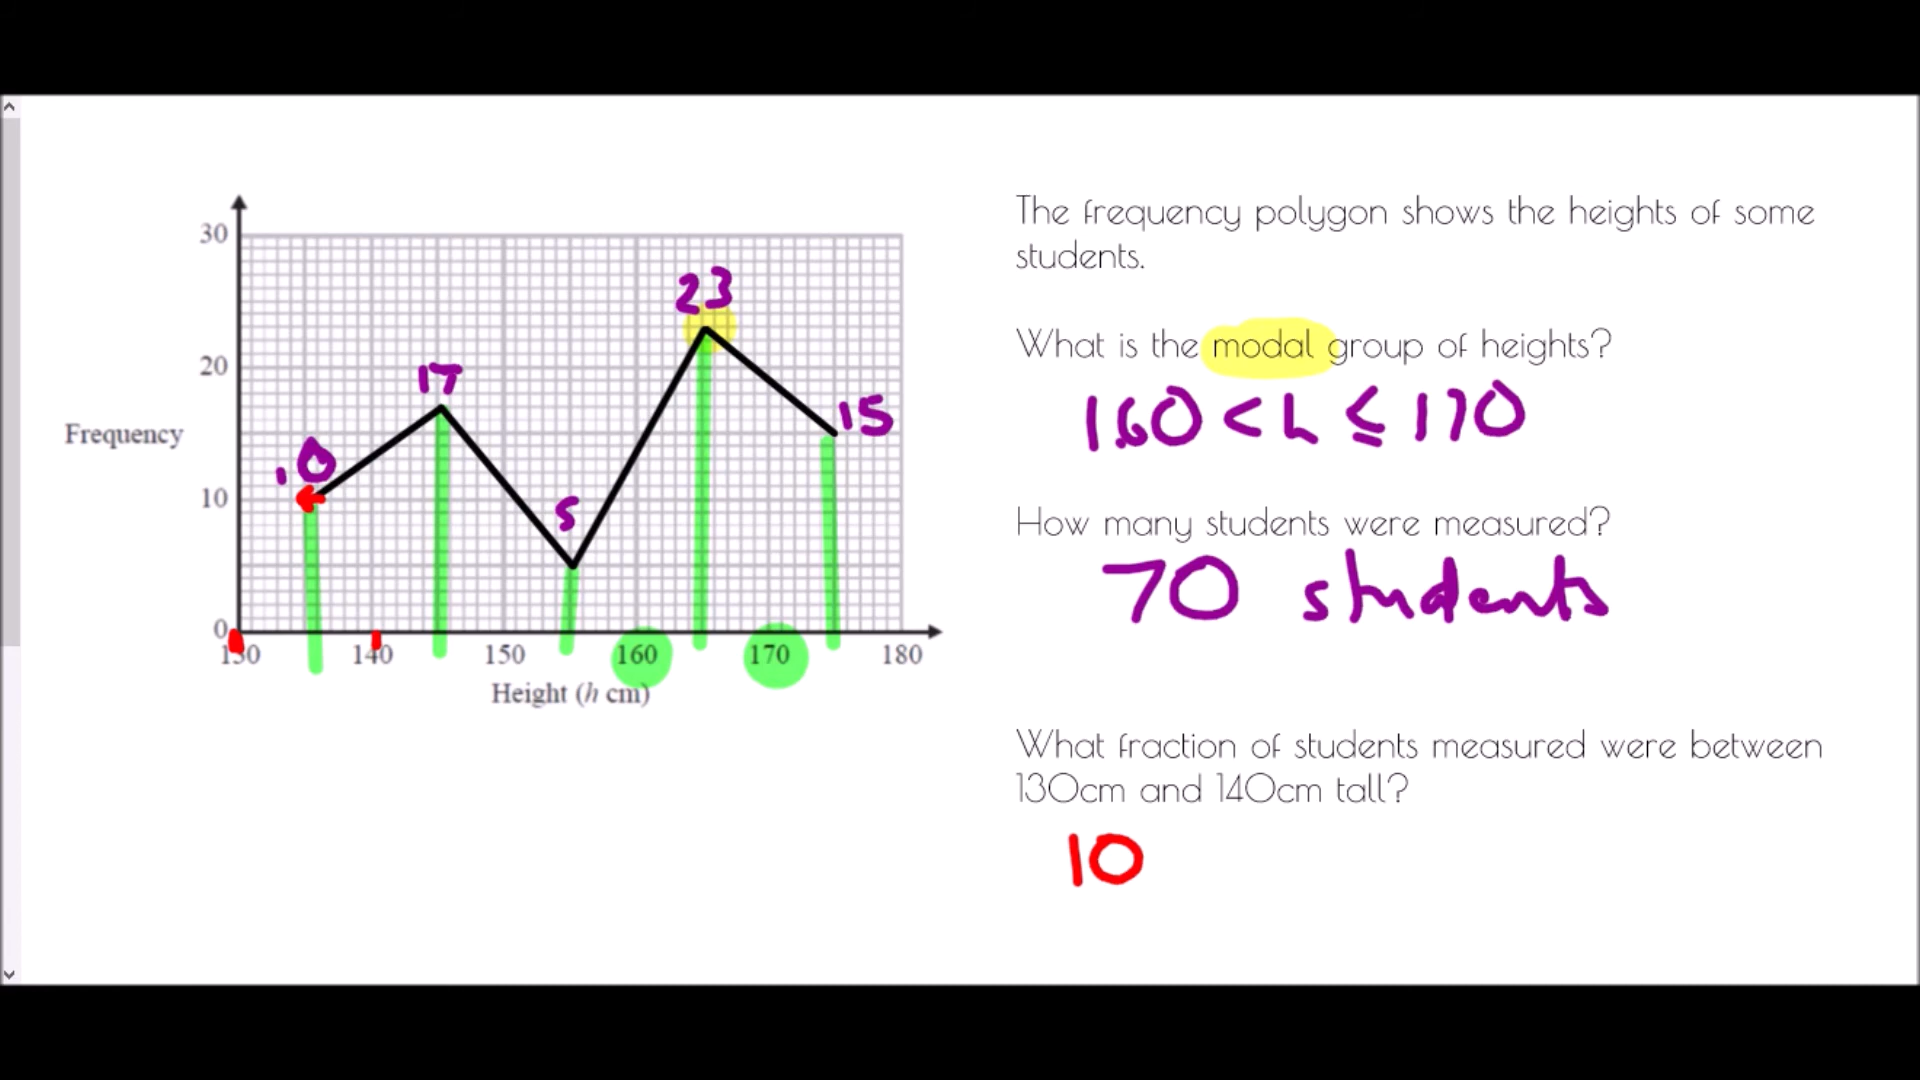 30
23
20
17
15
Frequency
10
10
5
0
130 140 150 160 170 180
Height (h cm)
The frequency polygon shows the heights of some
students.
What is the modal group of heights?
160 < h ≤ 170
How many students were measured?
70 students
What fraction of students measured were between
130cm and 140cm tall?
10